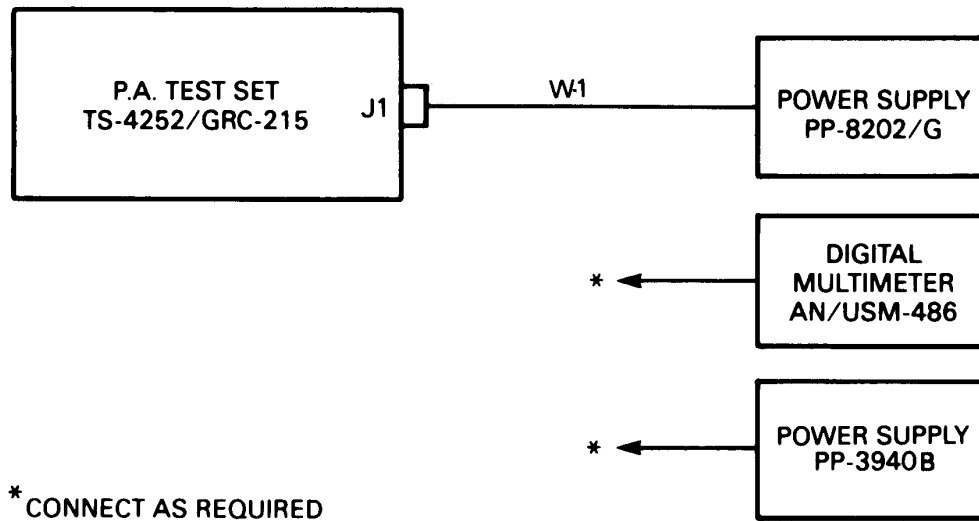 P.A. TEST SET
TS-4252/GRC-215
J1
W-1
POWER SUPPLY
PP-8202/G
DIGITAL
MULTIMETER
AN/USM-486
*
POWER SUPPLY
PP-3940B
*
*CONNECT AS REQUIRED